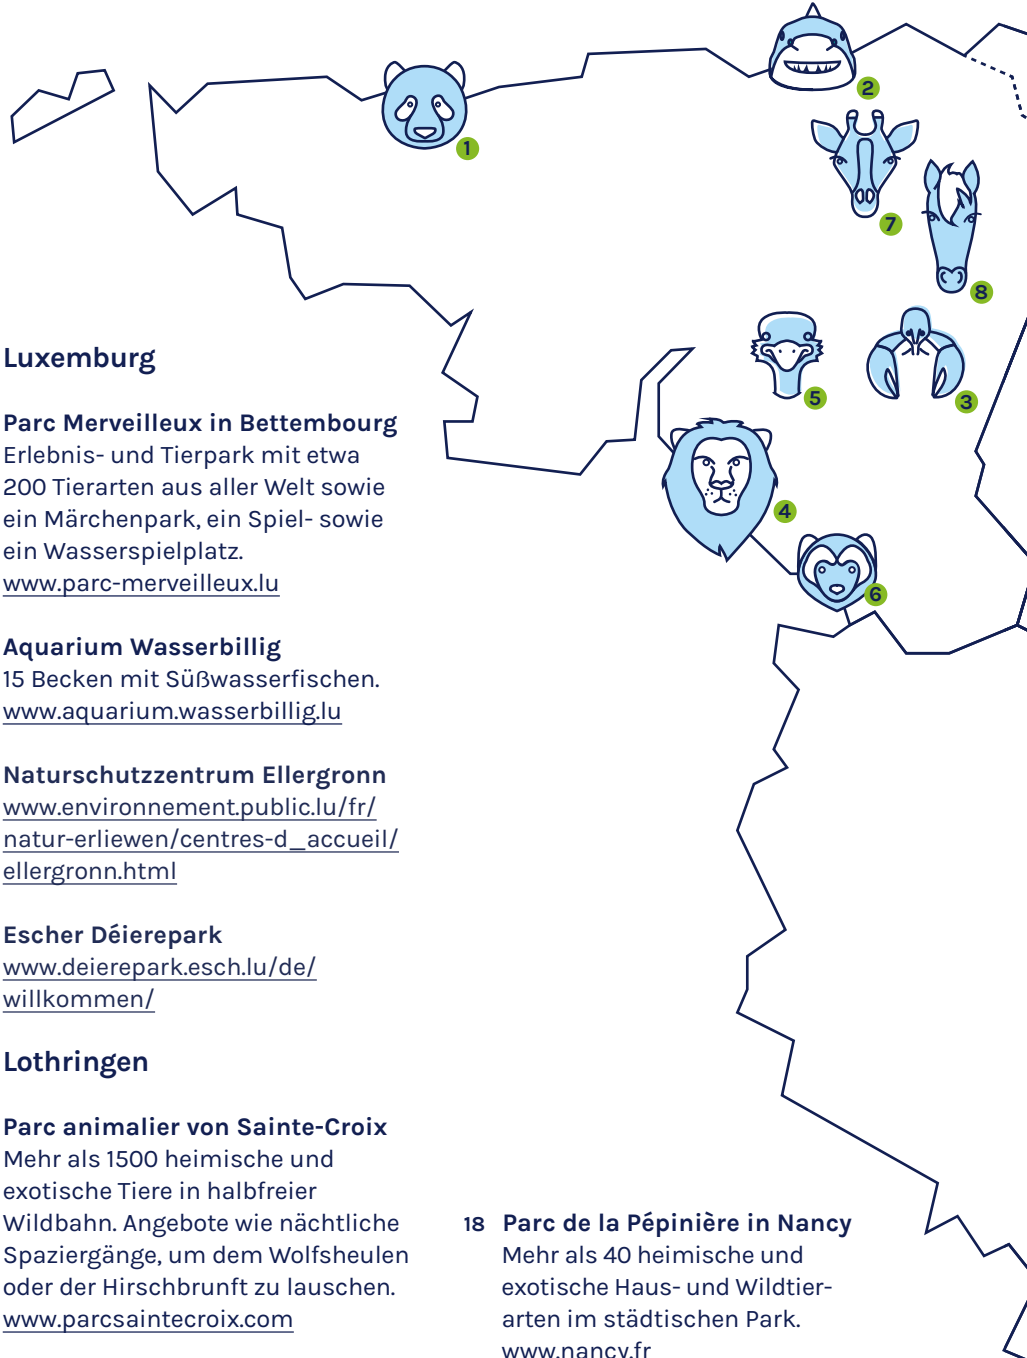 1
2
7
8
5
3
4
6
Luxemburg
Parc Merveilleux in Bettembourg
Erlebnis- und Tierpark mit etwa
200 Tierarten aus aller Welt sowie
ein Märchenpark, ein Spiel- sowie
ein Wasserspielplatz.
www.parc-merveilleux.lu
Aquarium Wasserbillig
15 Becken mit Süßwasserfischen.
www.aquarium.wasserbillig.lu
Naturschutzzentrum Ellergronn
www.environnement.public.lu/fr/
natur-erliewen/centres-d_accueil/
ellergronn.html
Escher Déierepark
www.deierepark.esch.lu/de/
willkommen/
Lothringen
Parc animalier von Sainte-Croix
Mehr als 1500 heimische und
exotische Tiere in halbfreier
Wildbahn. Angebote wie nächtliche
Spaziergänge, um dem Wolfsheulen
oder der Hirschbrunft zu lauschen.
www.parcsaintecroix.com
18 Parc de la Pépinière in Nancy
Mehr als 40 heimische und
exotische Haus- und Wildtier-
arten im städtischen Park.
www.nancy.fr